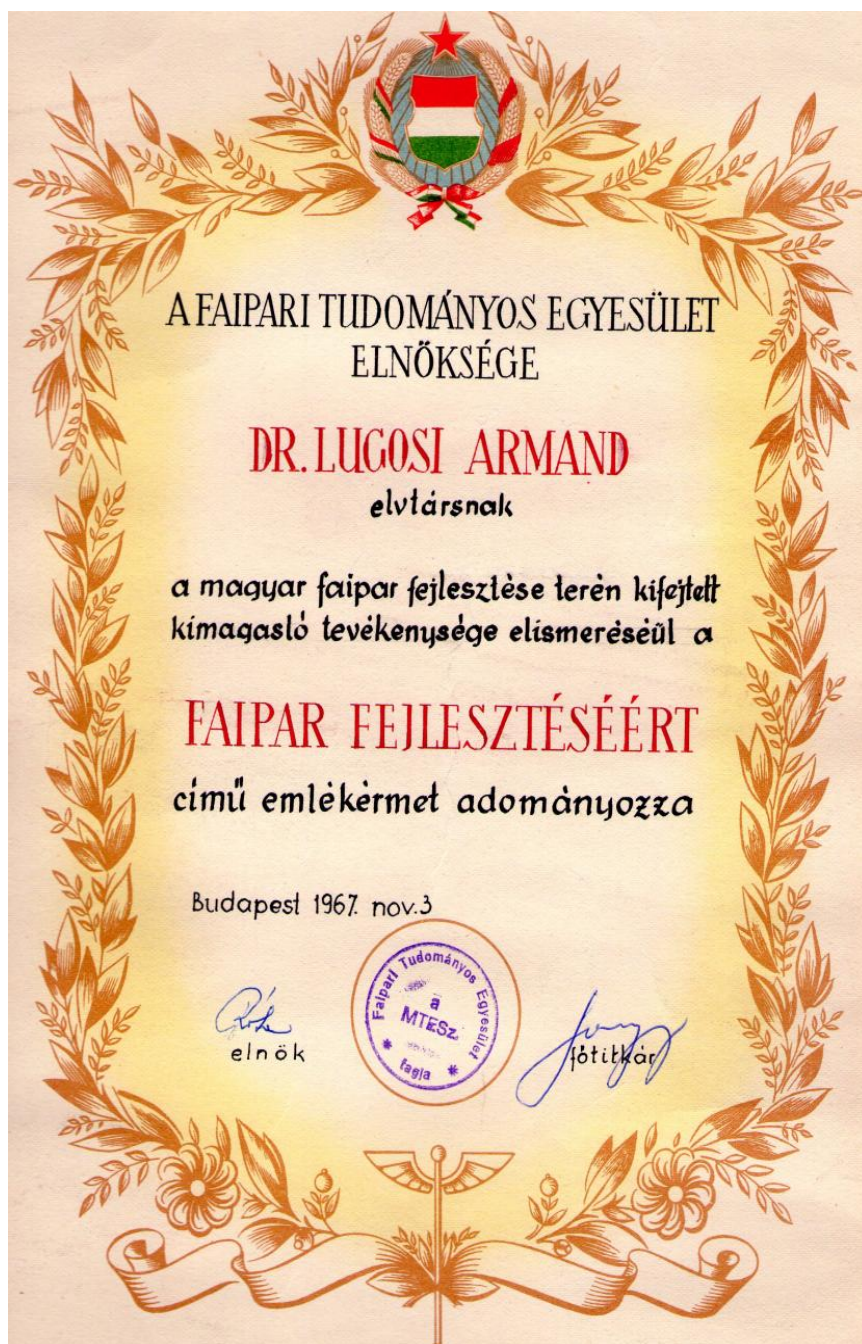 A FAIPARI TUDOMÁNYOS EGYESÜLET
ELNÖKSÉGE
DR. LUGOSI ARMAND
elvtársnak
a magyar faipar fejlesztése terén kifejtett
kimagasló tevékenysége elismeréséül a
FAIPAR FEJLESZTÉSÉÉRT
című emlékérmet adományozza
Budapest 1967. nov. 3
Faipari Tudományos Egyesület
a
MTESz.
tagja
elnök
főtitkár